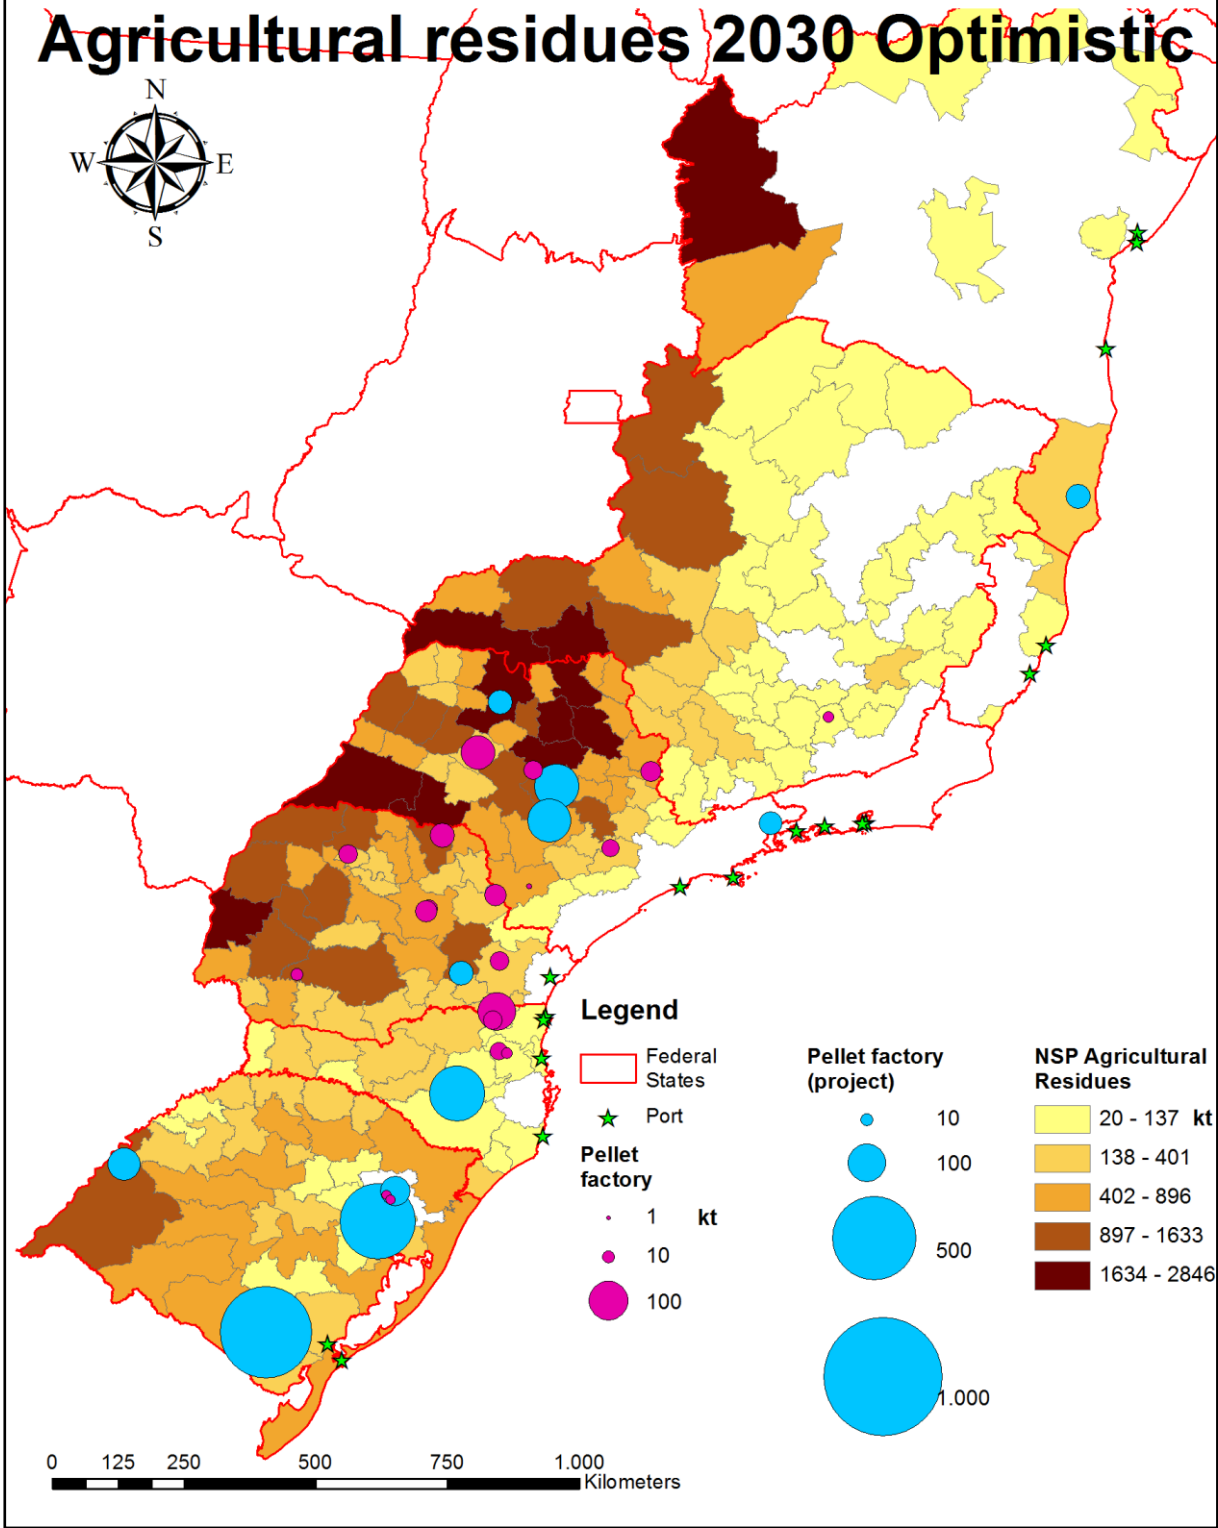 Agricultural residues 2030 Optimistic
N
W
E
S
Legend
Federal
States
Port
Pellet
factory
1 kt
10
100
Pellet factory
(project)
10
100
500
1.000
NSP Agricultural
Residues
20 - 137 kt
138 - 401
402 - 896
897 - 1633
1634 - 2846
0 125 250 500 750 1.000
Kilometers